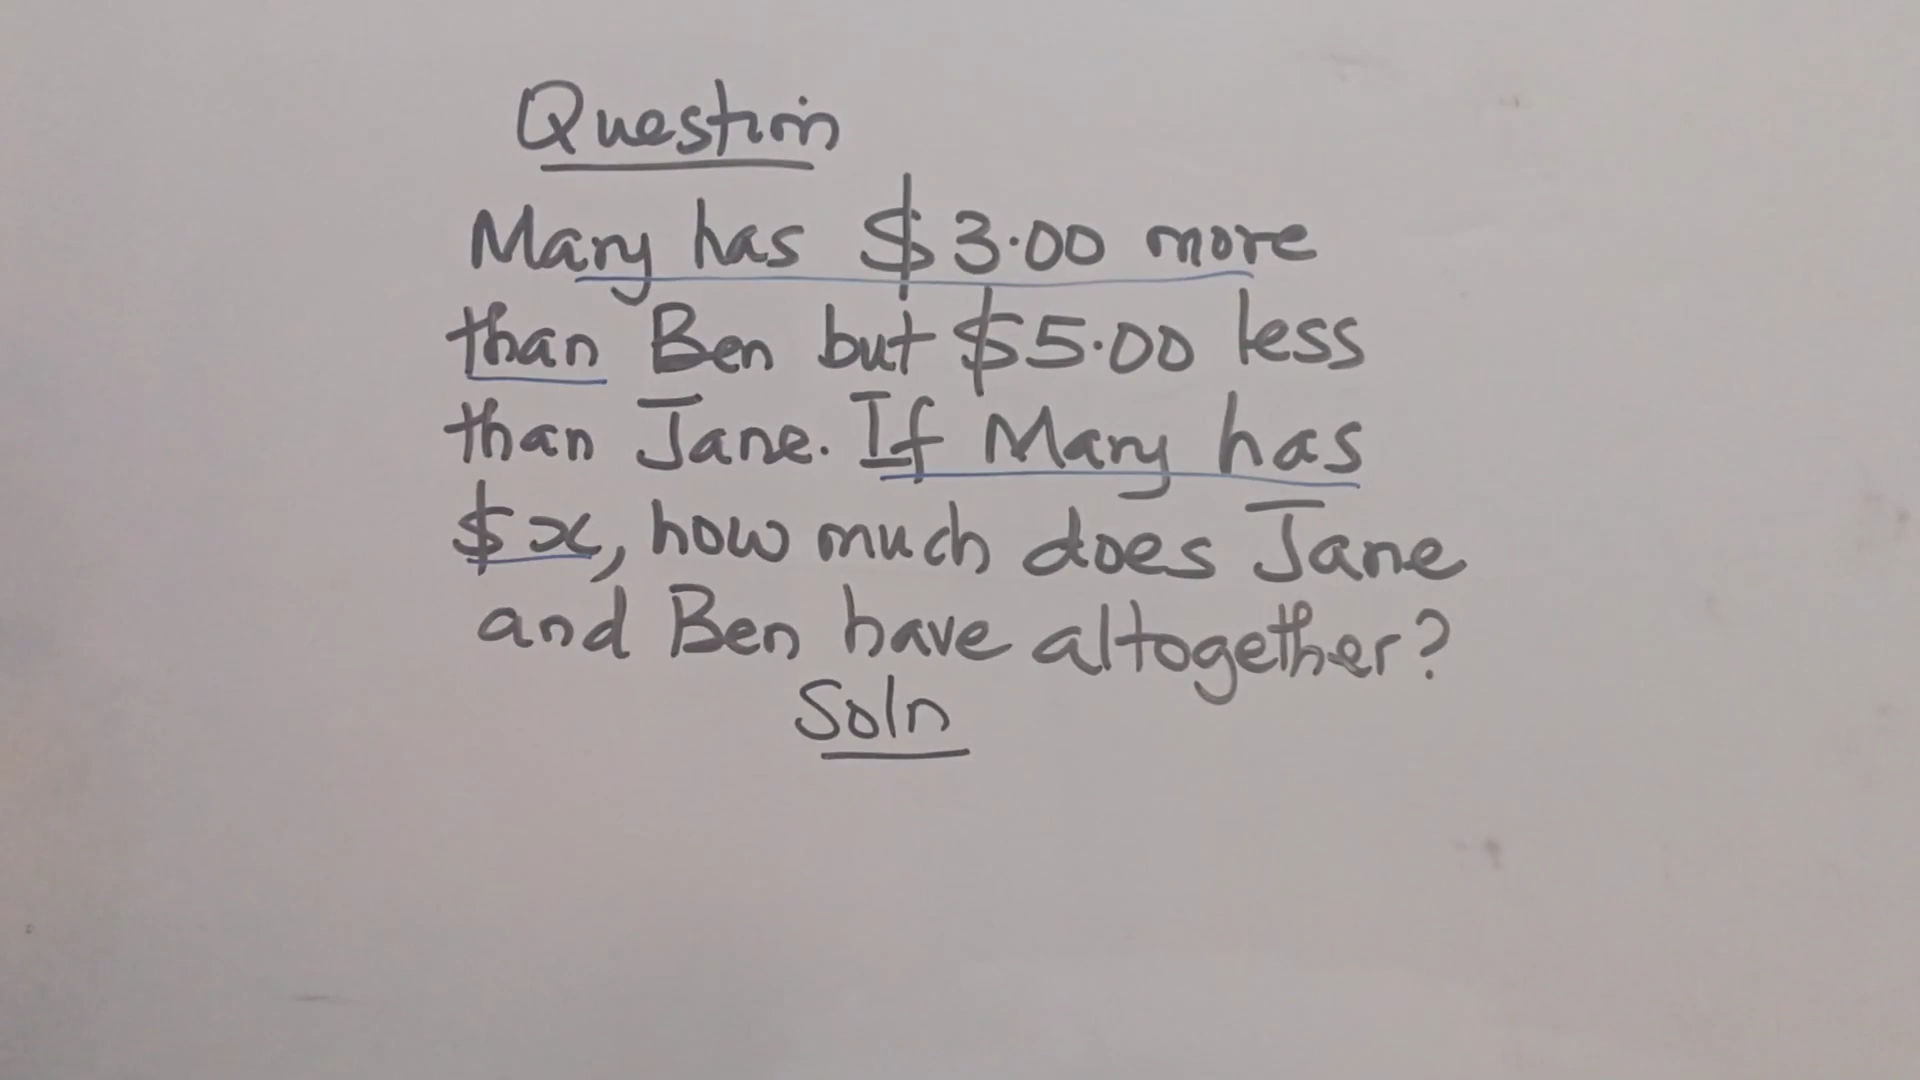 Question
Mary has $3.00 more
than Ben but $5.00 less
than Jane. If Mary has
$x, how much does Jane
and Ben have altogether?
Soln